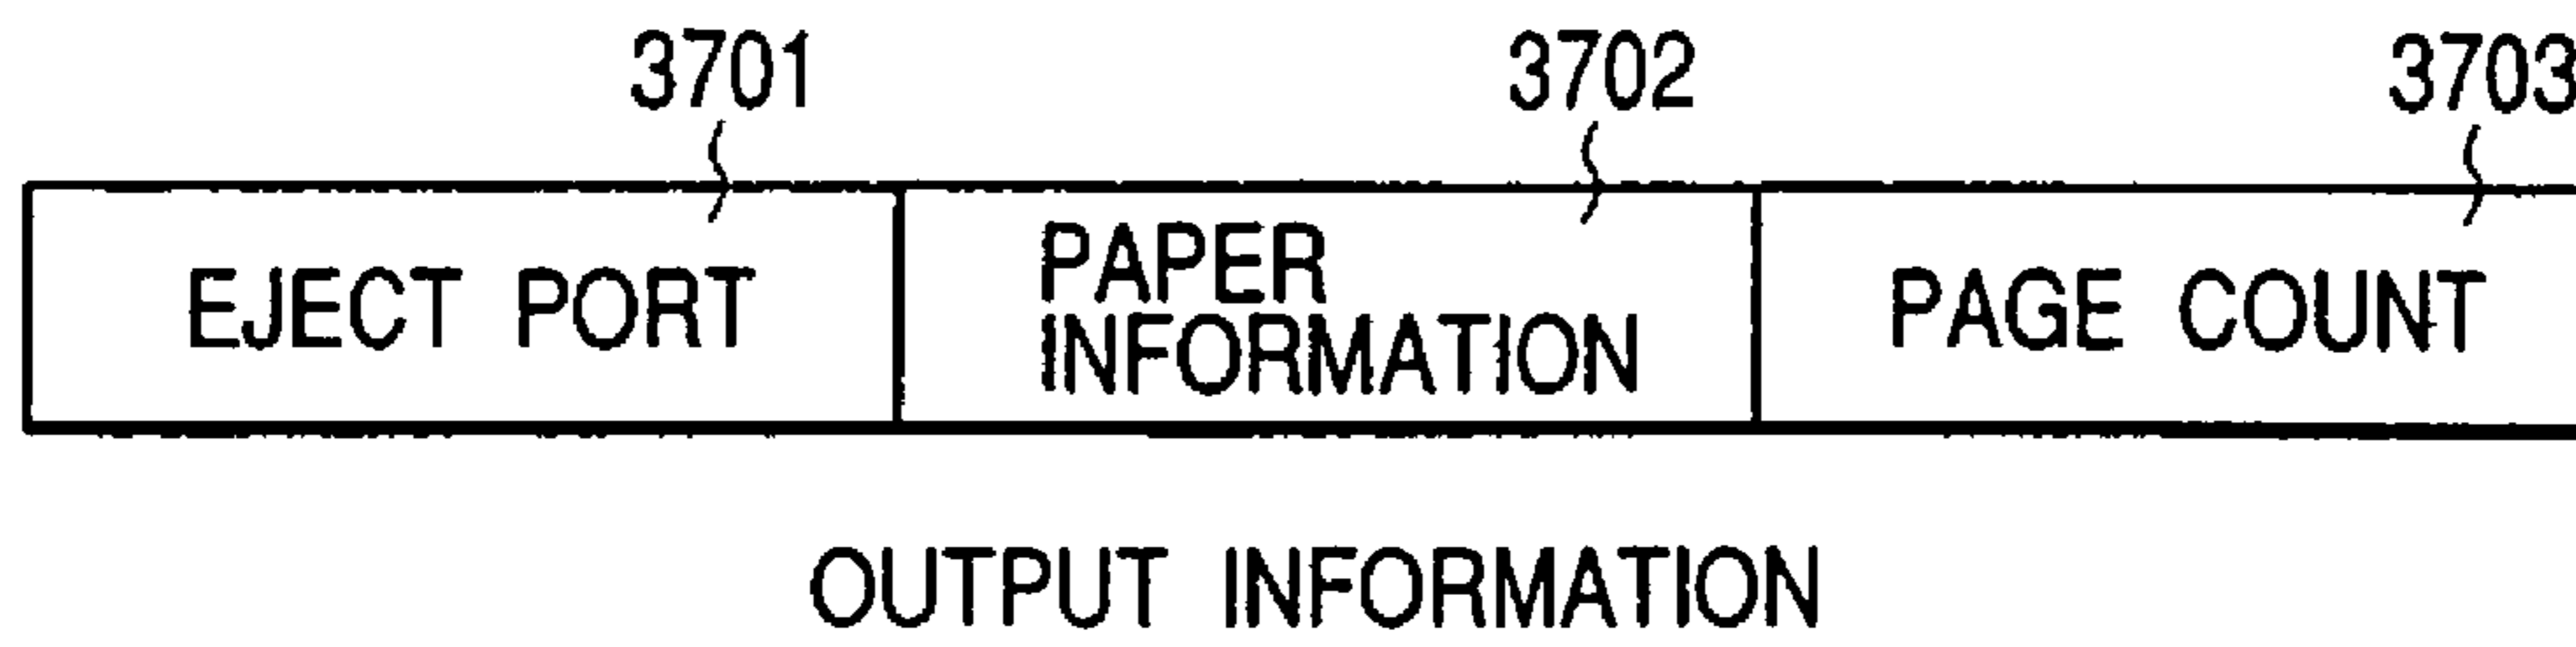 3701 3702 3703
EJECT PORT
PAPER
INFORMATION
PAGE COUNT
OUTPUT INFORMATION